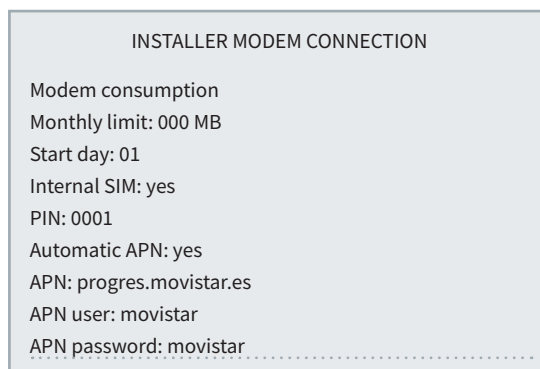 INSTALLER MODEM CONNECTION
Modem consumption
Monthly limit: 000 MB
Start day: 01
Internal SIM: yes
PIN: 0001
Automatic APN: yes
APN: progres.movistar.es
APN user: movistar
APN password: movistar